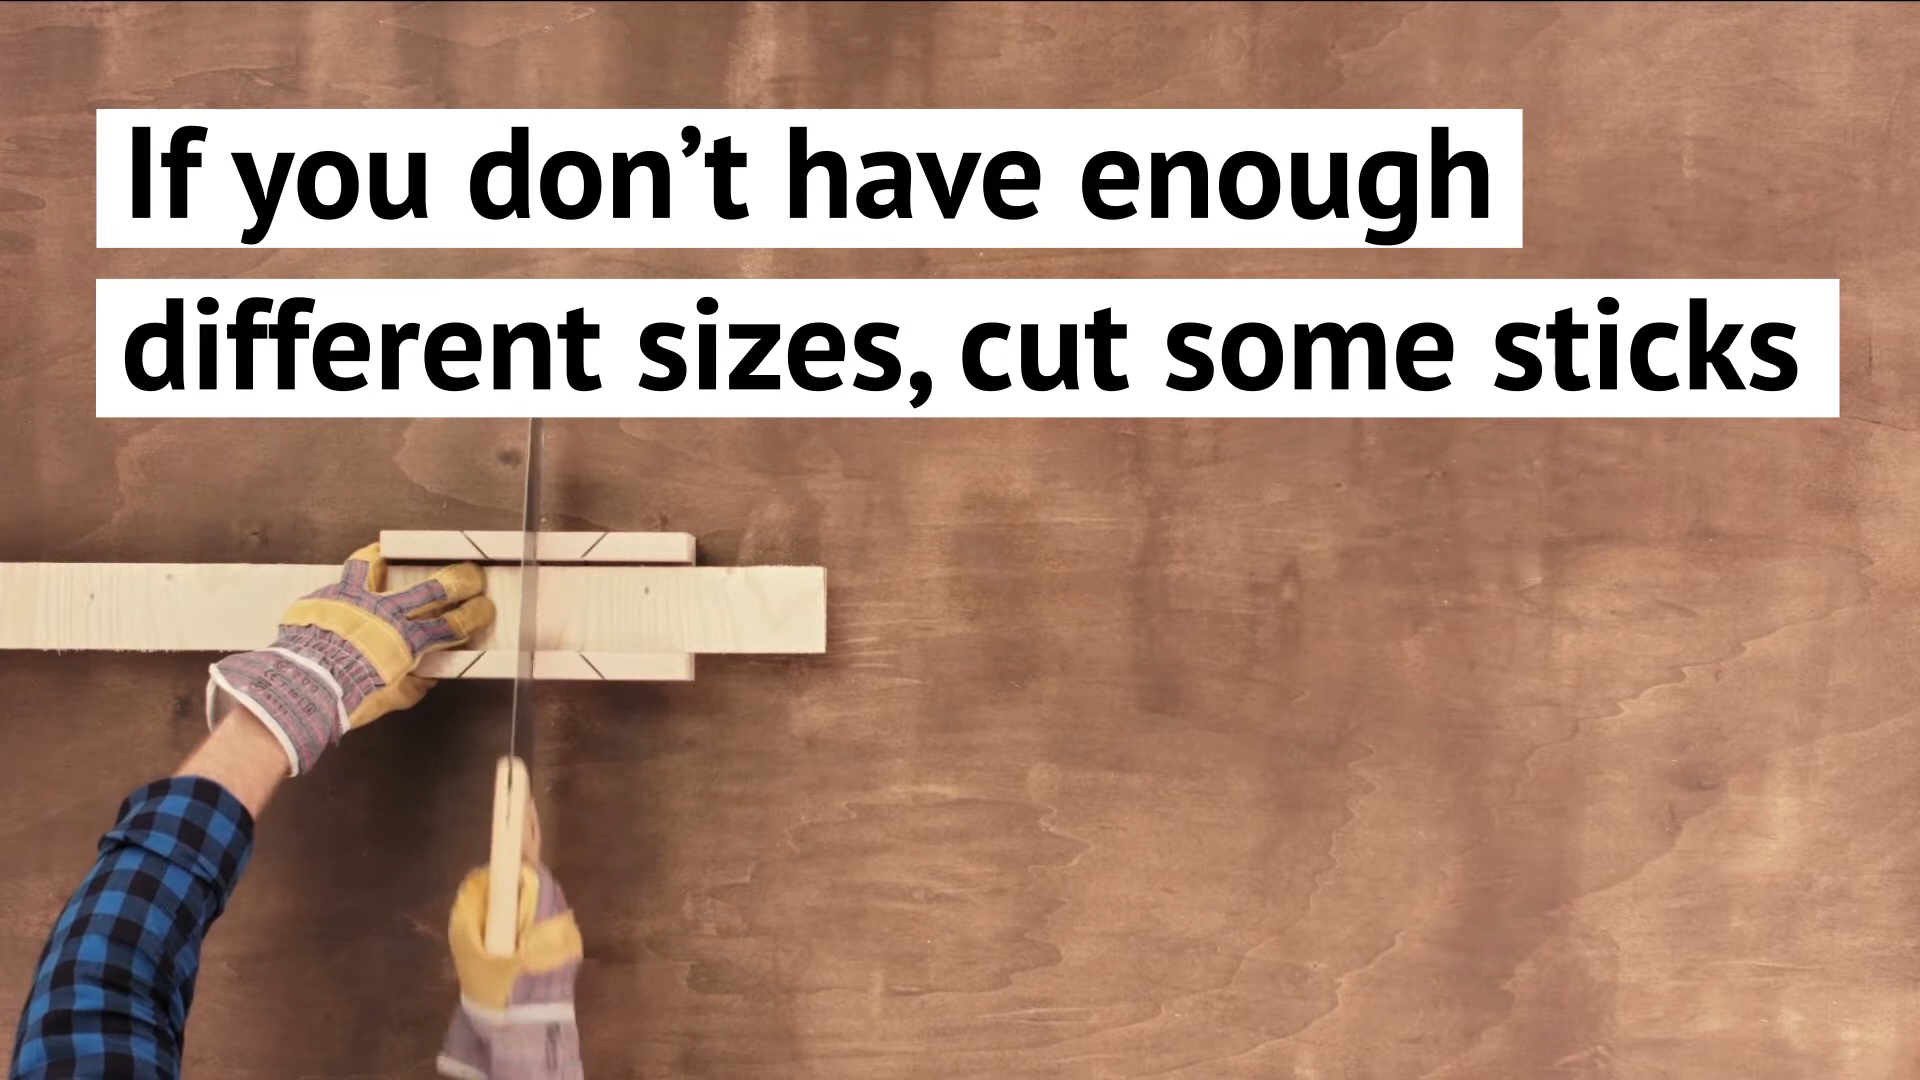 If you don’t have enough
different sizes, cut some sticks